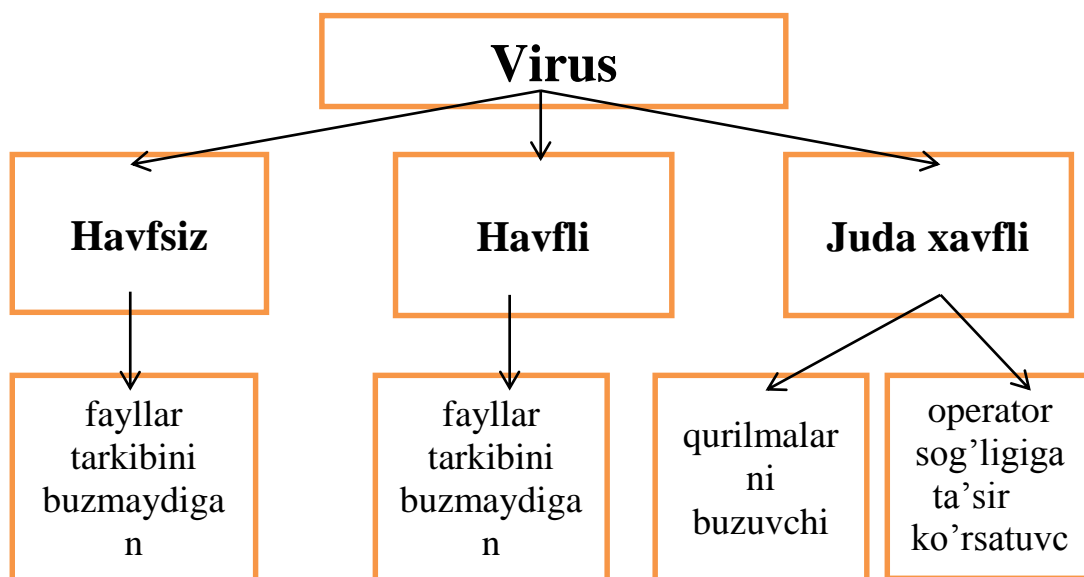 Virus
Havfsiz
Havfli
Juda xavfli
fayllar
tarkibini
buzmaydiga
n
fayllar
tarkibini
buzmaydiga
n
qurilmalar
ni
buzuvchi
operator
sog’ligiga
ta’sir
ko’rsatuvc